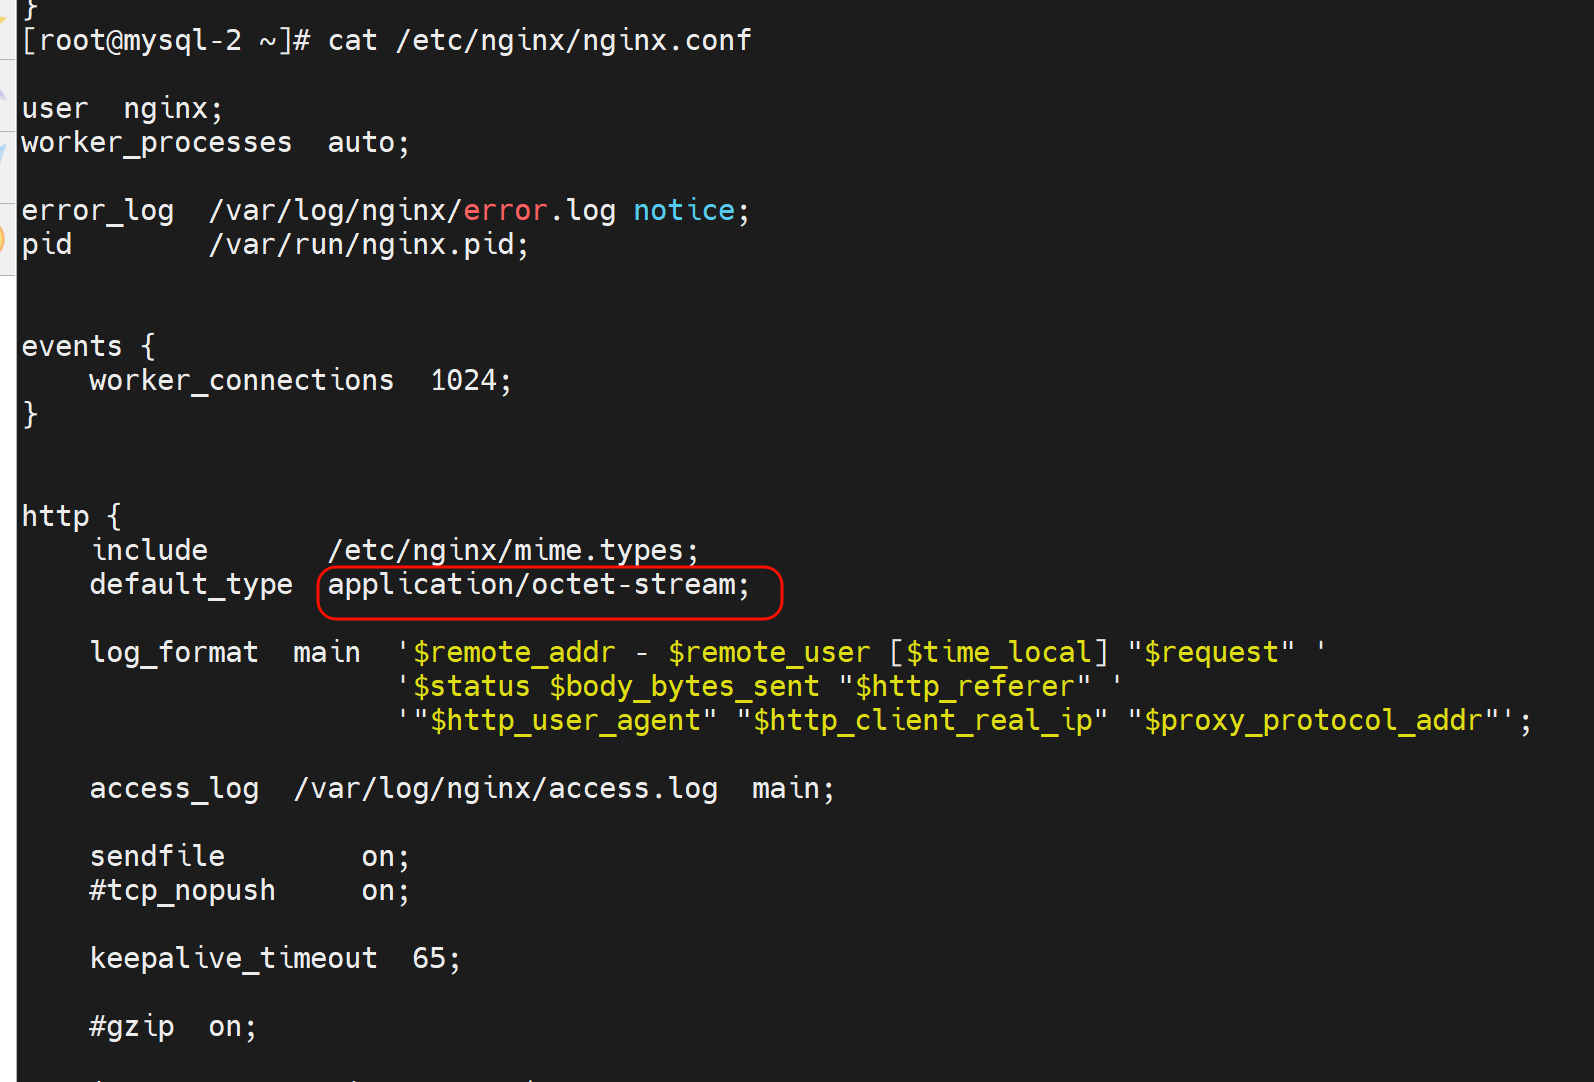 }
[root@mysql-2 ~]# cat /etc/nginx/nginx.conf
user  nginx;
worker_processes  auto;
error_log  /var/log/nginx/error.log notice;
pid        /var/run/nginx.pid;
events {
    worker_connections  1024;
}
http {
    include       /etc/nginx/mime.types;
    default_type  application/octet-stream;
    log_format  main  '$remote_addr - $remote_user [$time_local] "$request" '
                      '$status $body_bytes_sent "$http_referer" '
                      '"$http_user_agent" "$http_client_real_ip" "$proxy_protocol_addr"';
    access_log  /var/log/nginx/access.log  main;
    sendfile        on;
    #tcp_nopush     on;
    keepalive_timeout  65;
    #gzip  on;